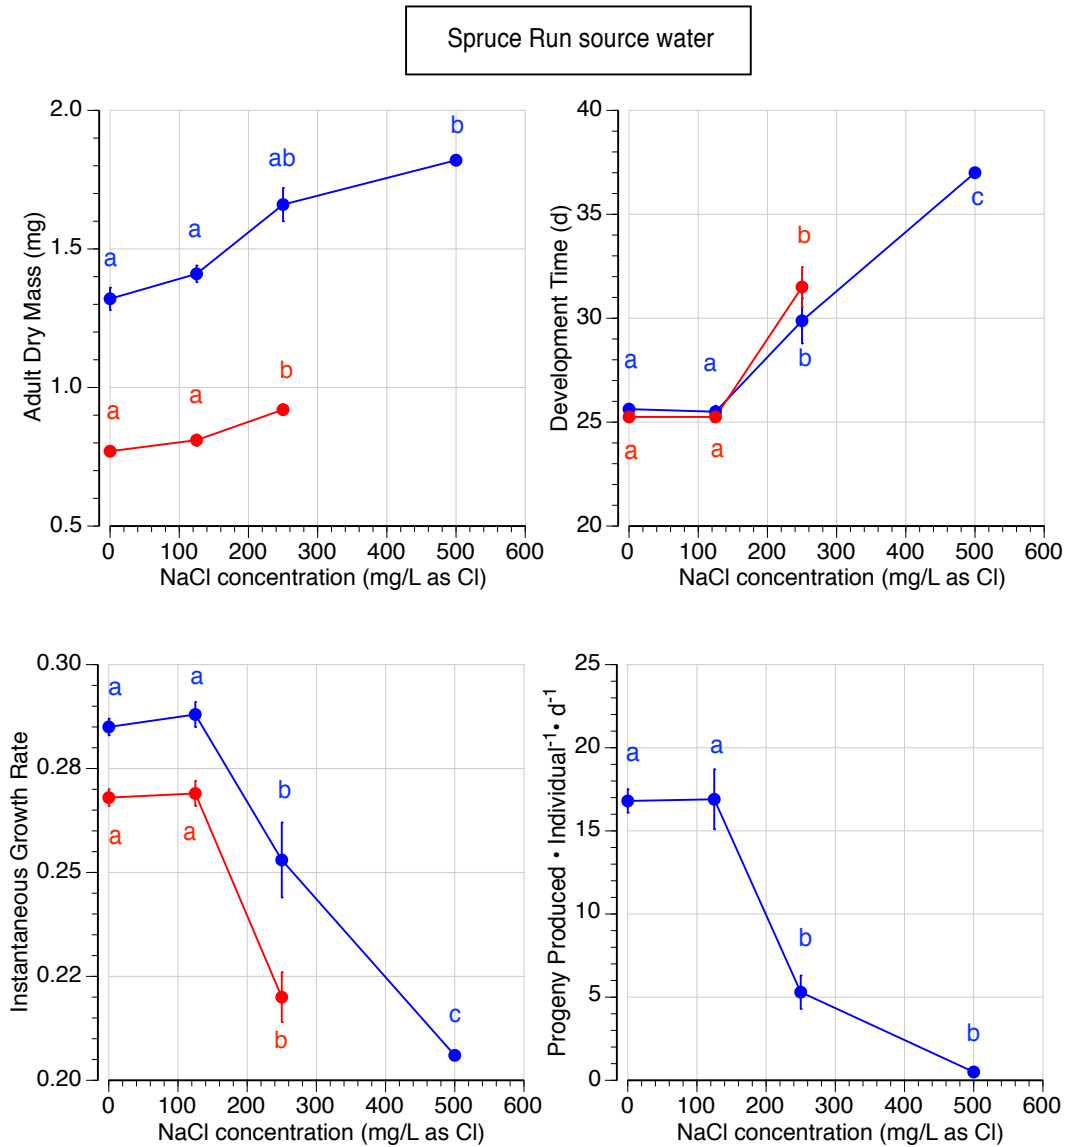 Spruce Run source water
2.0
1.5
1.0
0.5
Adult Dry Mass (mg)
a
a
ab
b
a
a
b
0 100 200 300 400 500 600
NaCl concentration (mg/L as Cl)
40
35
30
25
20
Development Time (d)
a
a
b
b
c
a
a
0 100 200 300 400 500 600
NaCl concentration (mg/L as Cl)
0.30
0.28
0.25
0.22
0.20
Instantaneous Growth Rate
a
a
b
c
a
a
b
0 100 200 300 400 500 600
NaCl concentration (mg/L as Cl)
25
20
15
10
5
0
Progeny Produced • Individual⁻¹• d⁻¹
a
a
b
b
0 100 200 300 400 500 600
NaCl concentration (mg/L as Cl)